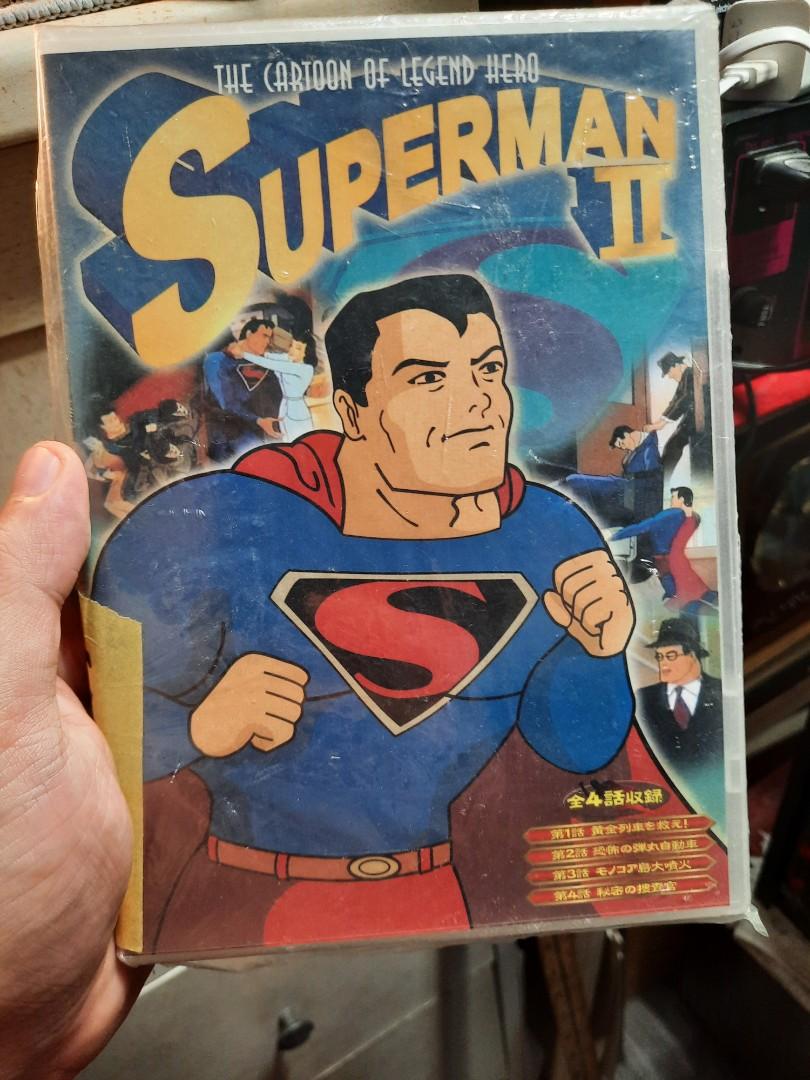 THE CARTOON OF LEGEND HERO
SUPERMAN
II
S
全4話収録
第1話 黄金列車を救え!
第2話 恐怖の弾丸自動車
第3話 モノコア島大噴火
第4話 秘密の捜査官